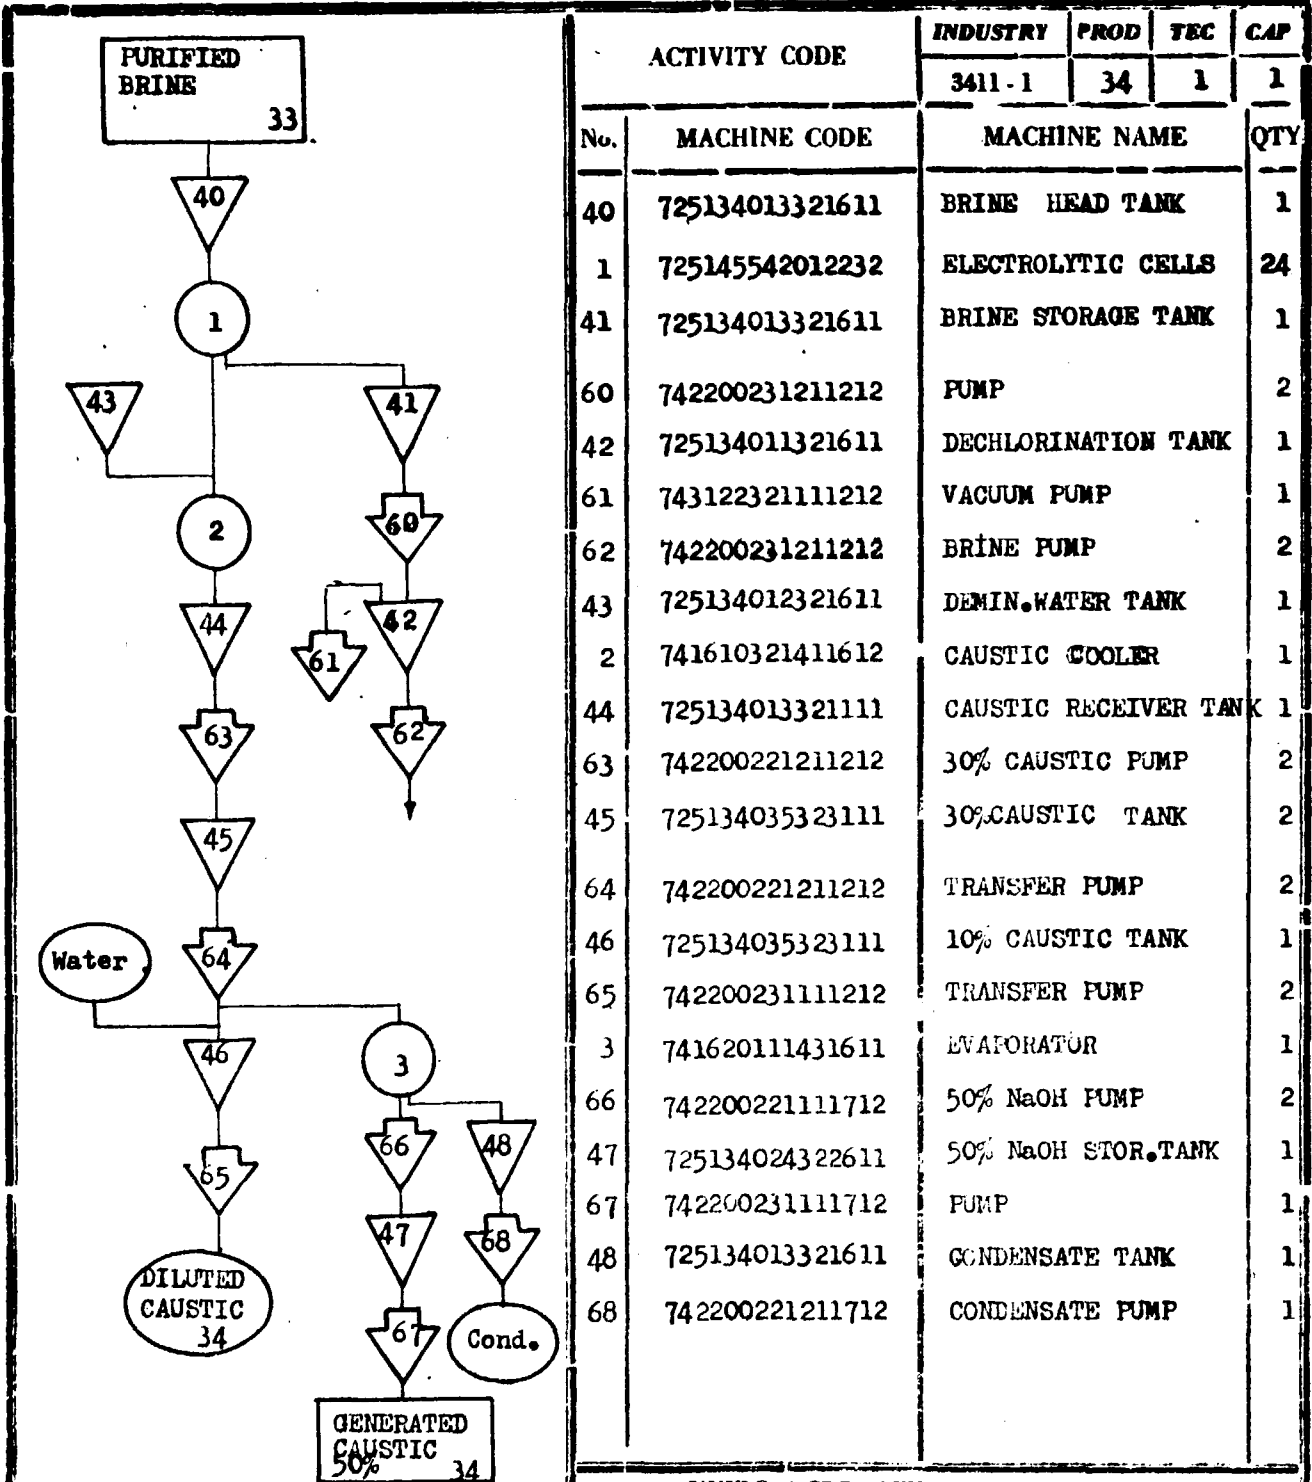 PURIFIED
BRINE
33
40
1
43
41
2
60
44
42
61
63
62
45
Water
64
46
3
65
66
48
47
68
DILUTED
CAUSTIC
34
67
Cond.
GENERATED
CAUSTIC
50%
34
ACTIVITY CODE INDUSTRY PROD TEC CAP
3411-1 34 1 1
No. MACHINE CODE MACHINE NAME QTY
40 725134013321611 BRINE HEAD TANK 1
1 725145542012232 ELECTROLYTIC CELLS 24
41 725134013321611 BRINE STORAGE TANK 1
60 742200231211212 PUMP 2
42 725134011321611 DECHLORINATION TANK 1
61 743122321111212 VACUUM PUMP 1
62 742200231211212 BRINE PUMP 2
43 725134012321611 DEMIN.WATER TANK 1
2 741610321411612 CAUSTIC COOLER 1
44 725134013321111 CAUSTIC RECEIVER TANK 1
63 742200221211212 30% CAUSTIC PUMP 2
45 725134035323111 30%CAUSTIC TANK 2
64 742200221211212 TRANSFER PUMP 2
46 725134035323111 10% CAUSTIC TANK 1
65 742200231111212 TRANSFER PUMP 2
3 741620111431611 EVAPORATOR 1
66 742200221111712 50% NaOH PUMP 2
47 725134024322611 50% NaOH STOR.TANK 1
67 742200231111712 PUMP 1
48 725134013321611 CONDENSATE TANK 1
68 742200221211712 CONDENSATE PUMP 1